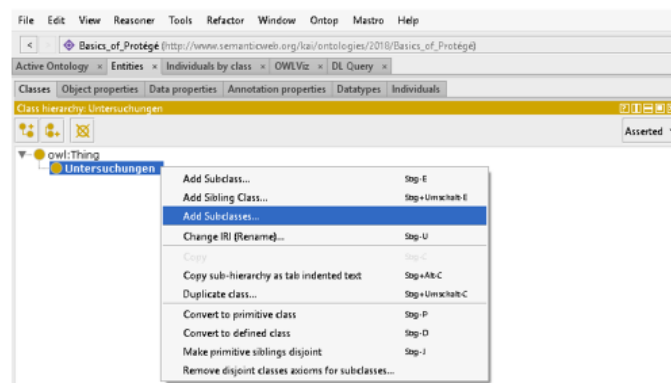 File Edit View Reasoner Tools Refactor Window Ontop Mastro Help
< > Basics_of_Protégé (http://www.semanticweb.org/kai/ontologies/2018/Basics_of_Protégé)
Active Ontology × Entities × Individuals by class × OWLViz × DL Query ×
Classes Object properties Data properties Annotation properties Datatypes Individuals
Class hierarchy: Untersuchungen
Asserted
owl:Thing
Untersuchungen
Add Subclass... Strg-E
Add Sibling Class... Strg+Umschalt-E
Add Subclasses...
Change IRI (Rename)... Strg-U
Copy Strg-C
Copy sub-hierarchy as tab indented text Strg+Alt-C
Duplicate class... Strg+Umschalt-C
Convert to primitive class Strg-P
Convert to defined class Strg-D
Make primitive siblings disjoint Strg-J
Remove disjoint classes axioms for subclasses...